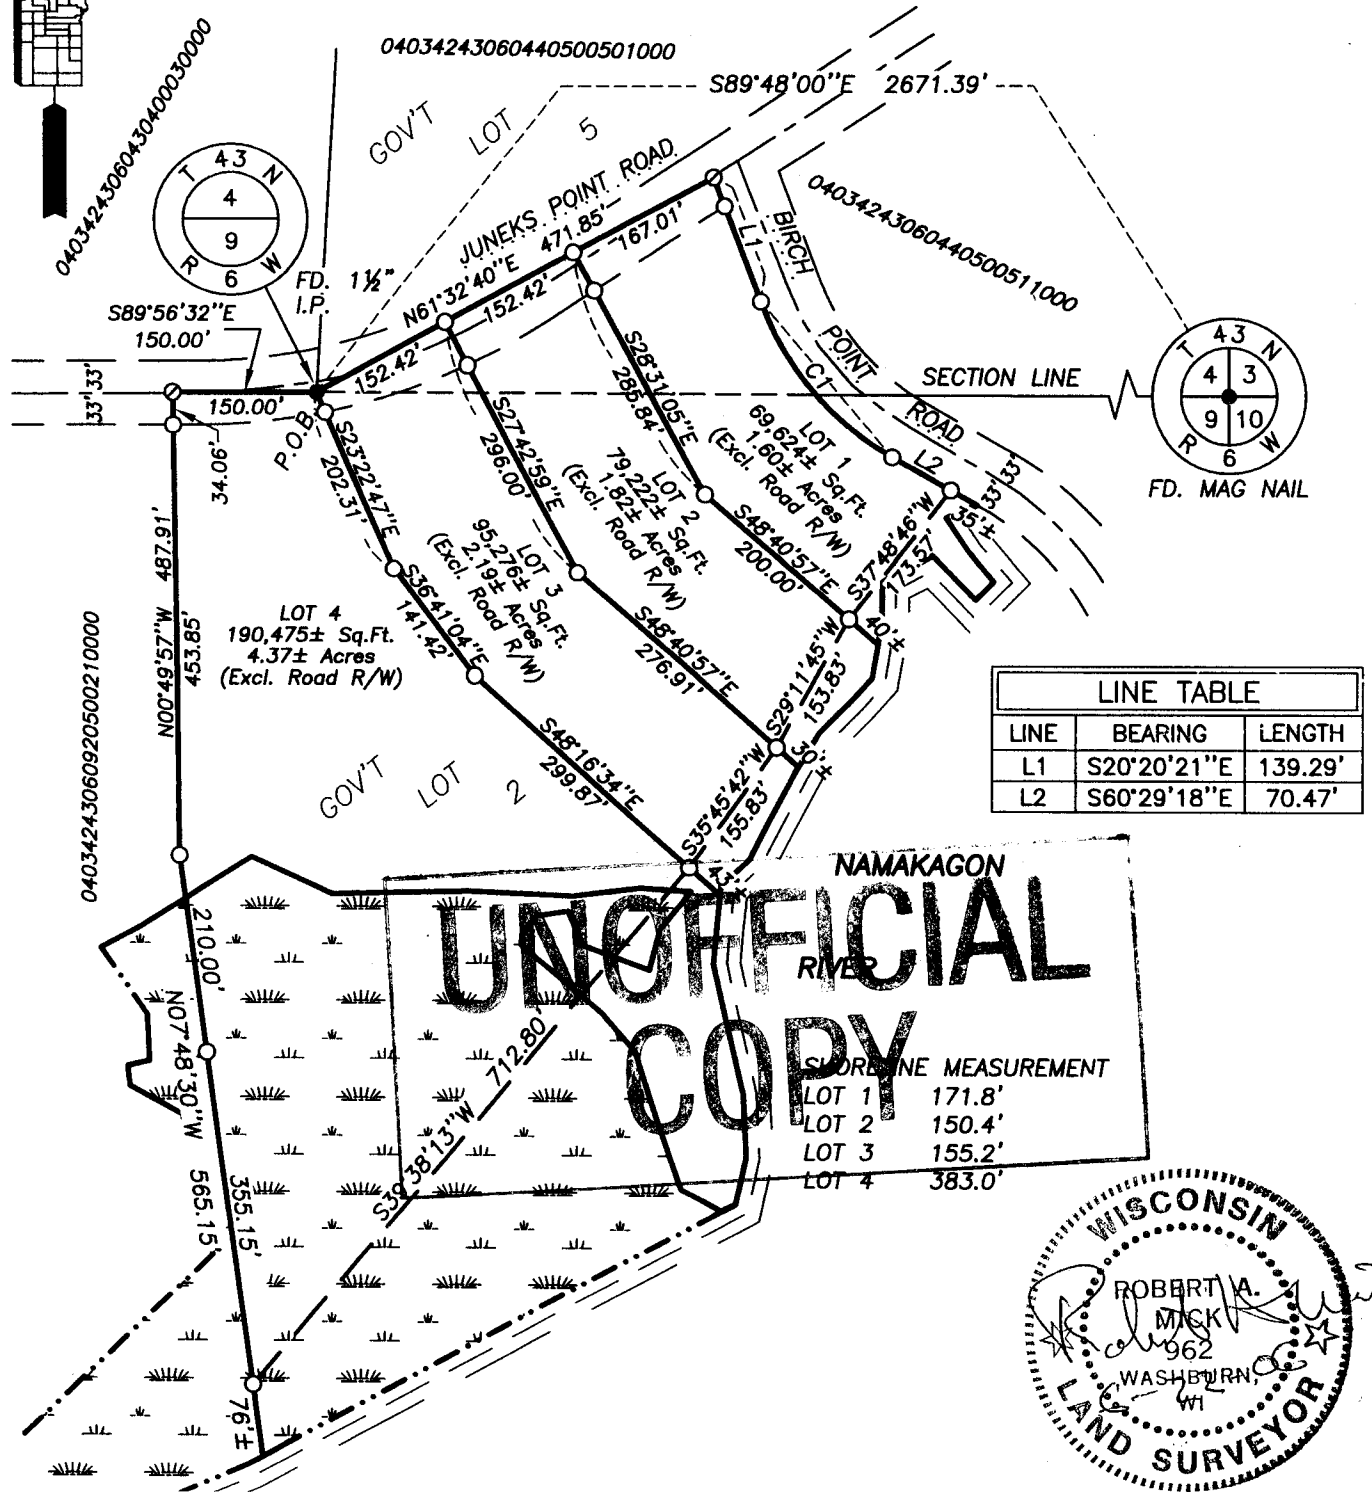 04034243060440500501000
S89°48'00"E 2671.39'
040342430604304000030000
GOV'T LOT 5
T 43 N
4
9
R 6 W
FD. 1½"
I.P.
JUNEKS POINT ROAD
471.85'
N61°32'40"E
167.01'
152.42'
152.42'
BIRCH POINT ROAD
04034243060440500511000
S89°56'32"E
150.00'
150.00'
33' 33'
34.06'
P.O.B
L1
C1
L2
SECTION LINE
T 43 N
4 3
9 10
R 6 W
FD. MAG NAIL
33' 33'
35'±
S23°22'47"E
202.31'
S27°42'59"E
296.00'
S28°31'05"E
285.84'
LOT 1
69,624± Sq.Ft.
1.60± Acres
(Excl. Road R/W)
LOT 2
79,222± Sq.Ft.
1.82± Acres
(Excl. Road R/W)
LOT 3
95,276± Sq.Ft.
2.19± Acres
(Excl. Road R/W)
LOT 4
190,475± Sq.Ft.
4.37± Acres
(Excl. Road R/W)
S48°40'57"E
200.00'
S37°48'46"W
173.57'
40'±
S36°41'04"E
141.42'
S48°40'57"E
276.91'
S29°11'45"W
153.83'
30'±
N00°49'57"W 487.91'
453.85'
040342430609205000210000
S48°16'34"E
299.87'
S35°45'42"W
155.83'
43'±
GOV'T LOT 2
LINE TABLE
LINE BEARING LENGTH
L1 S20°20'21"E 139.29'
L2 S60°29'18"E 70.47'
NAMAKAGON
RIVER
UNOFFICIAL
COPY
210.00'
N07°48'30"W 565.15'
355.15'
76'±
S39°38'13"W 712.80'
SHORELINE MEASUREMENT
LOT 1 171.8'
LOT 2 150.4'
LOT 3 155.2'
LOT 4 383.0'
WISCONSIN
ROBERT A.
MICK
962
WASHBURN,
WI
LAND SURVEYOR